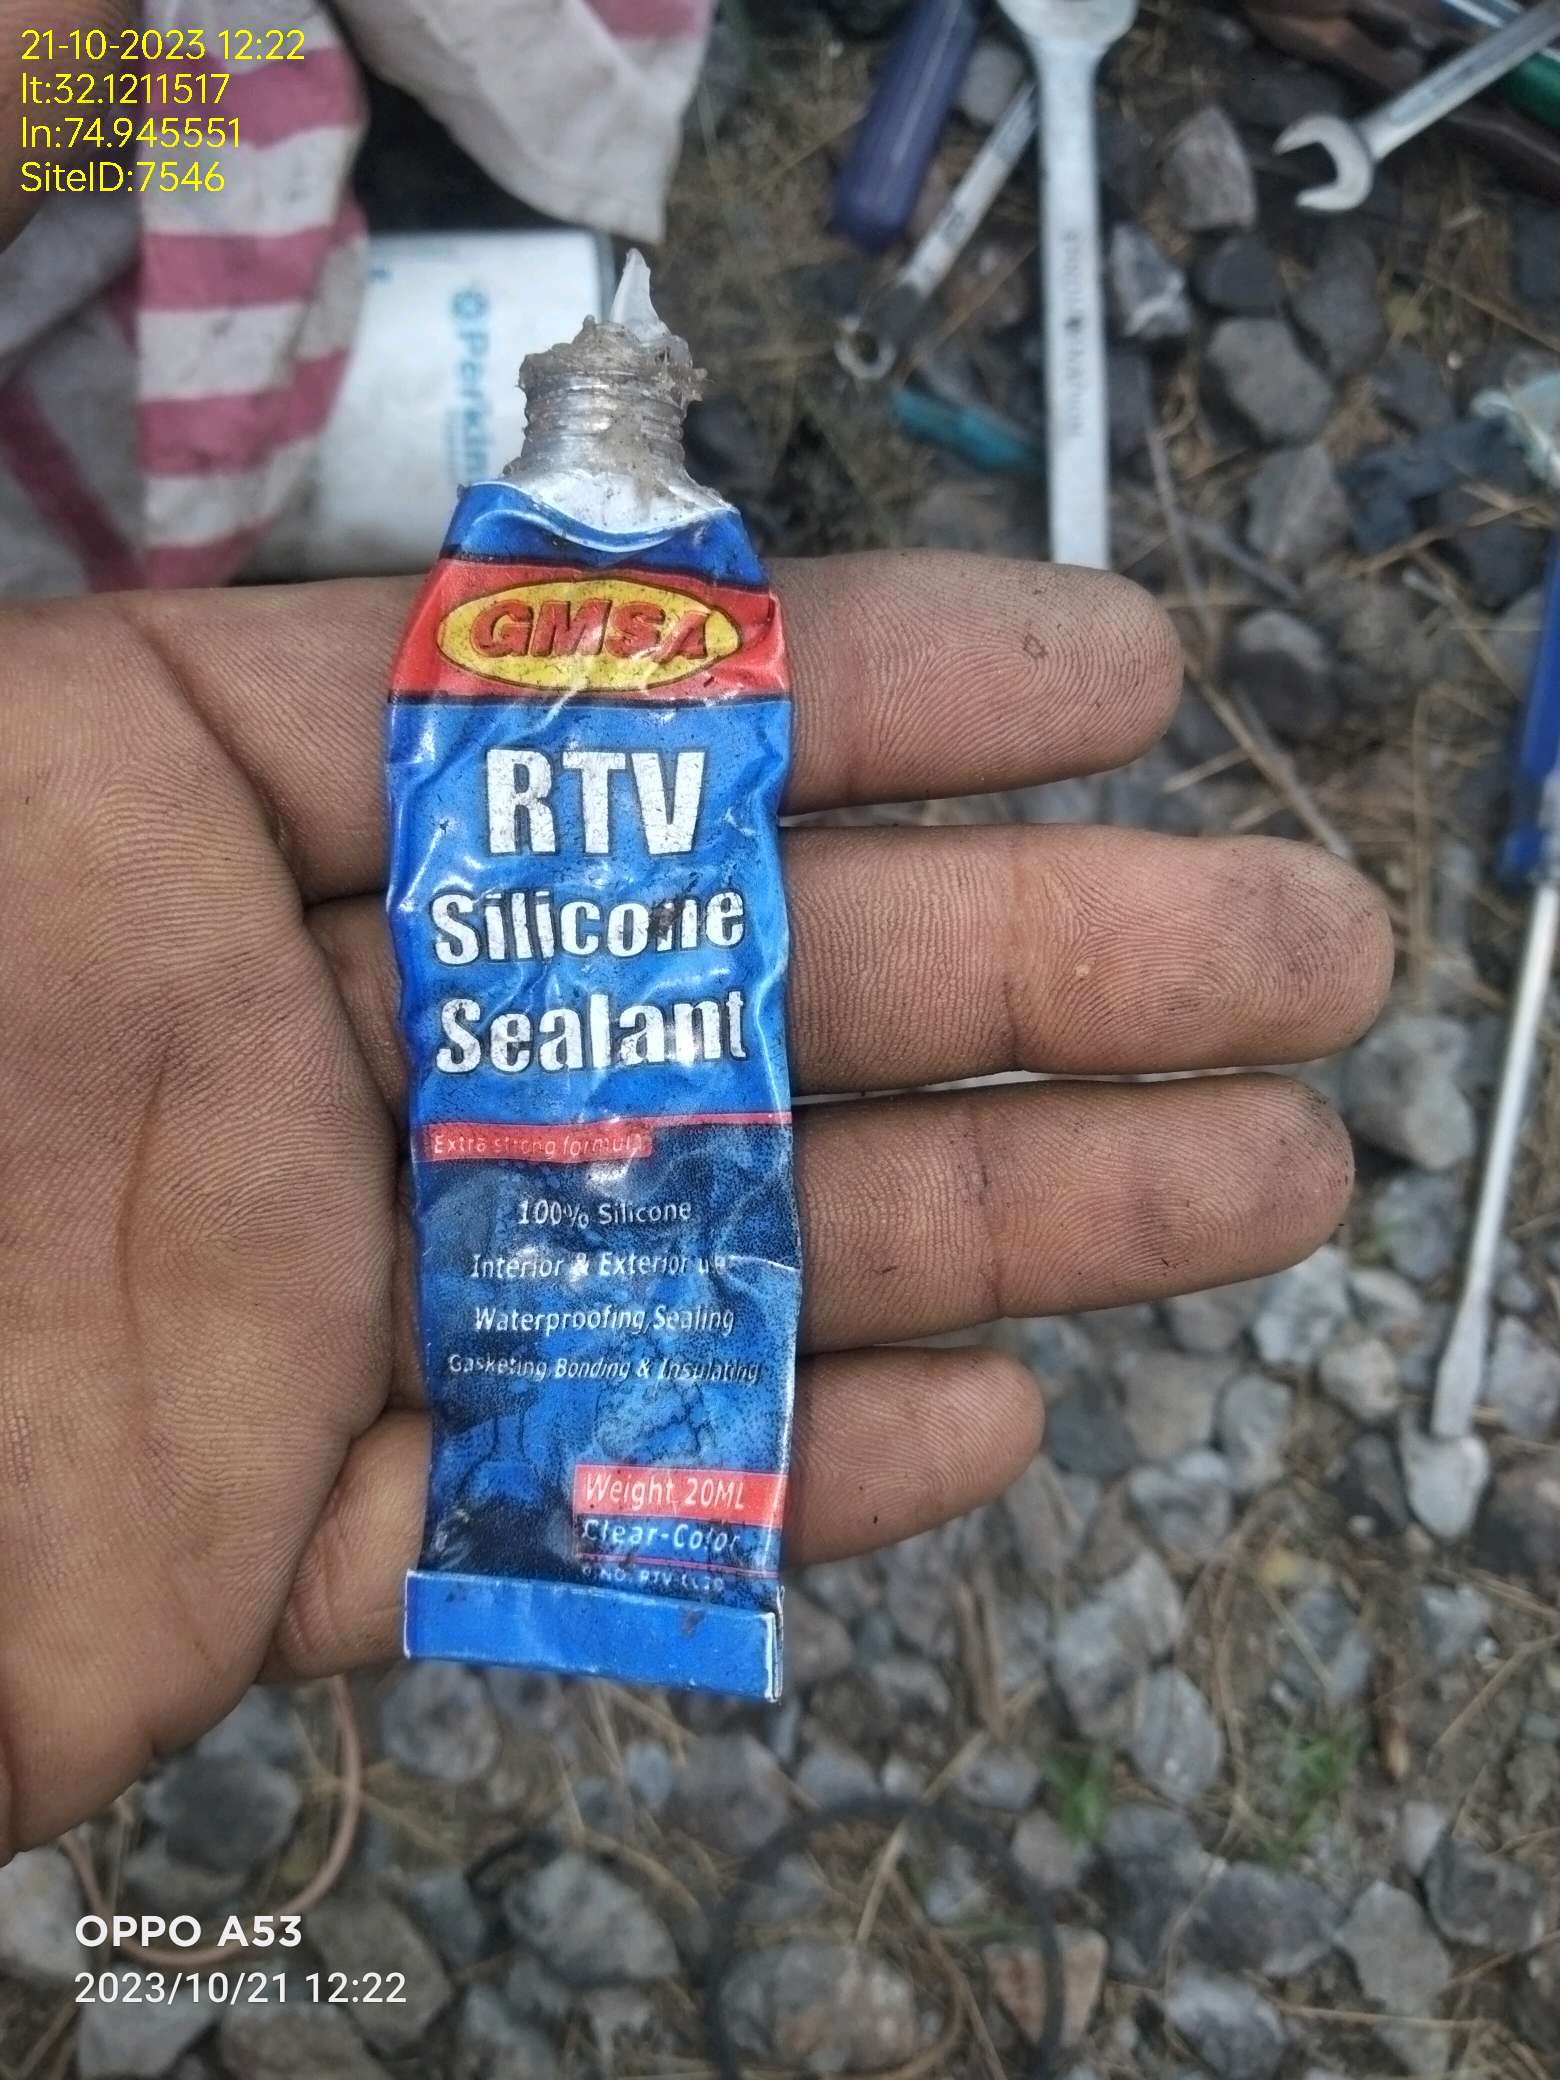 21-10-2023 12:22
lt:32.1211517
ln:74.945551
SiteID:7546
Perkin
GMSA
RTV
Silicone
Sealant
Extra strong formula
100% Silicone
Interior & Exterior
Waterproofing, Sealing
Gasketing, Bonding & Insulating
Weight 20ML
Clear-Color
OPPO A53
2023/10/21 12:22